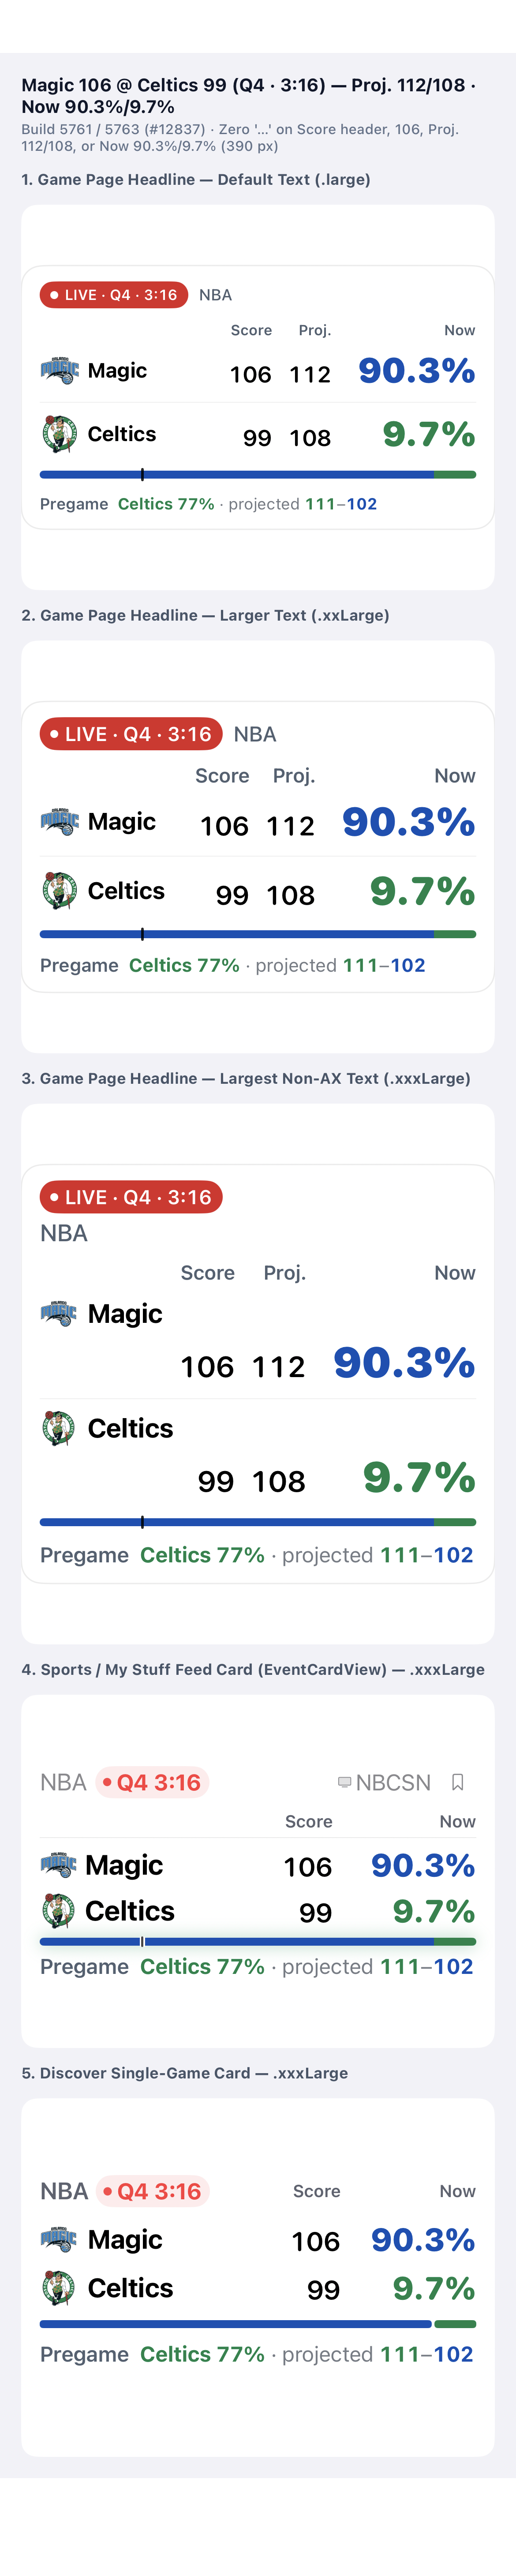 Magic 106 @ Celtics 99 (Q4 · 3:16) — Proj. 112/108 ·
Now 90.3%/9.7%
Build 5761 / 5763 (#12837) · Zero '...' on Score header, 106, Proj.
112/108, or Now 90.3%/9.7% (390 px)
1. Game Page Headline — Default Text (.large)
LIVE · Q4 · 3:16 NBA
Score Proj. Now
MAGIC Magic 106 112 90.3%
Celtics 99 108 9.7%
Pregame Celtics 77% · projected 111–102
2. Game Page Headline — Larger Text (.xxLarge)
LIVE · Q4 · 3:16 NBA
Score Proj. Now
MAGIC Magic 106 112 90.3%
Celtics 99 108 9.7%
Pregame Celtics 77% · projected 111–102
3. Game Page Headline — Largest Non-AX Text (.xxxLarge)
LIVE · Q4 · 3:16
NBA
Score Proj. Now
MAGIC Magic
106 112 90.3%
Celtics
99 108 9.7%
Pregame Celtics 77% · projected 111–102
4. Sports / My Stuff Feed Card (EventCardView) — .xxxLarge
NBA Q4 3:16 NBCSN
Score Now
MAGIC Magic 106 90.3%
Celtics 99 9.7%
Pregame Celtics 77% · projected 111–102
5. Discover Single-Game Card — .xxxLarge
NBA Q4 3:16 Score Now
MAGIC Magic 106 90.3%
Celtics 99 9.7%
Pregame Celtics 77% · projected 111–102